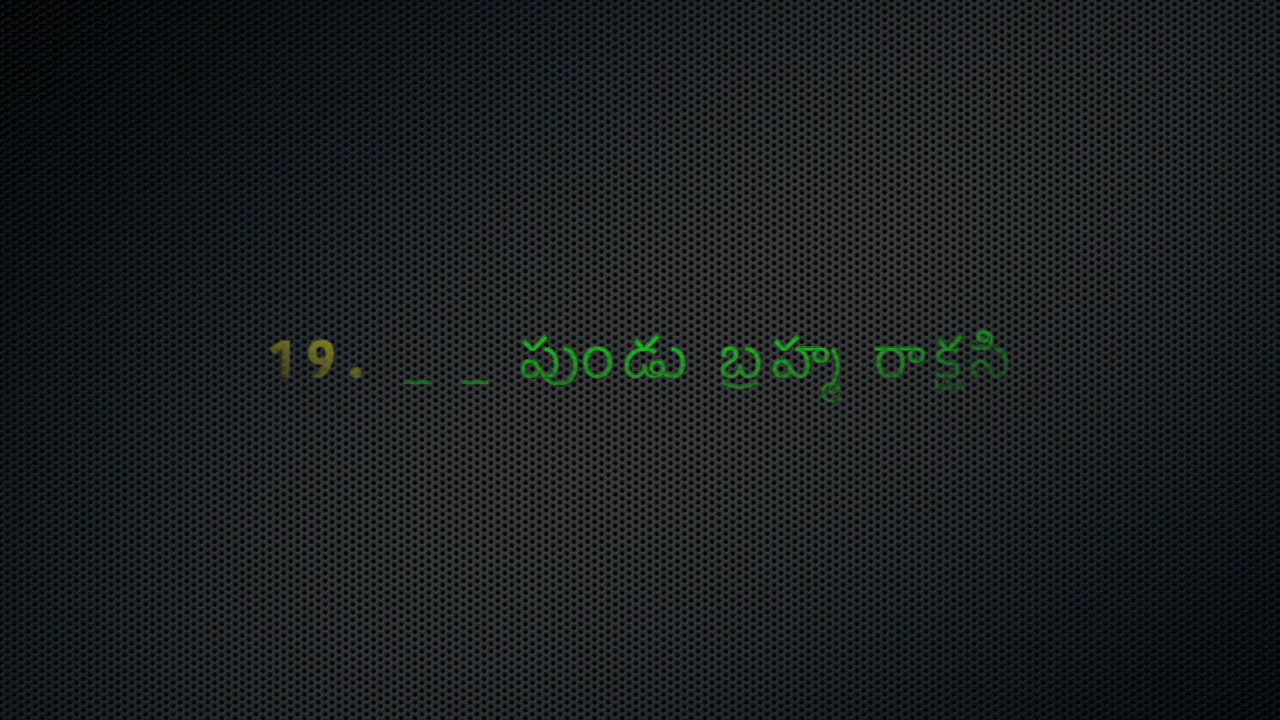 19. _ _ పుండు బ్రహ్మ రాక్షసి